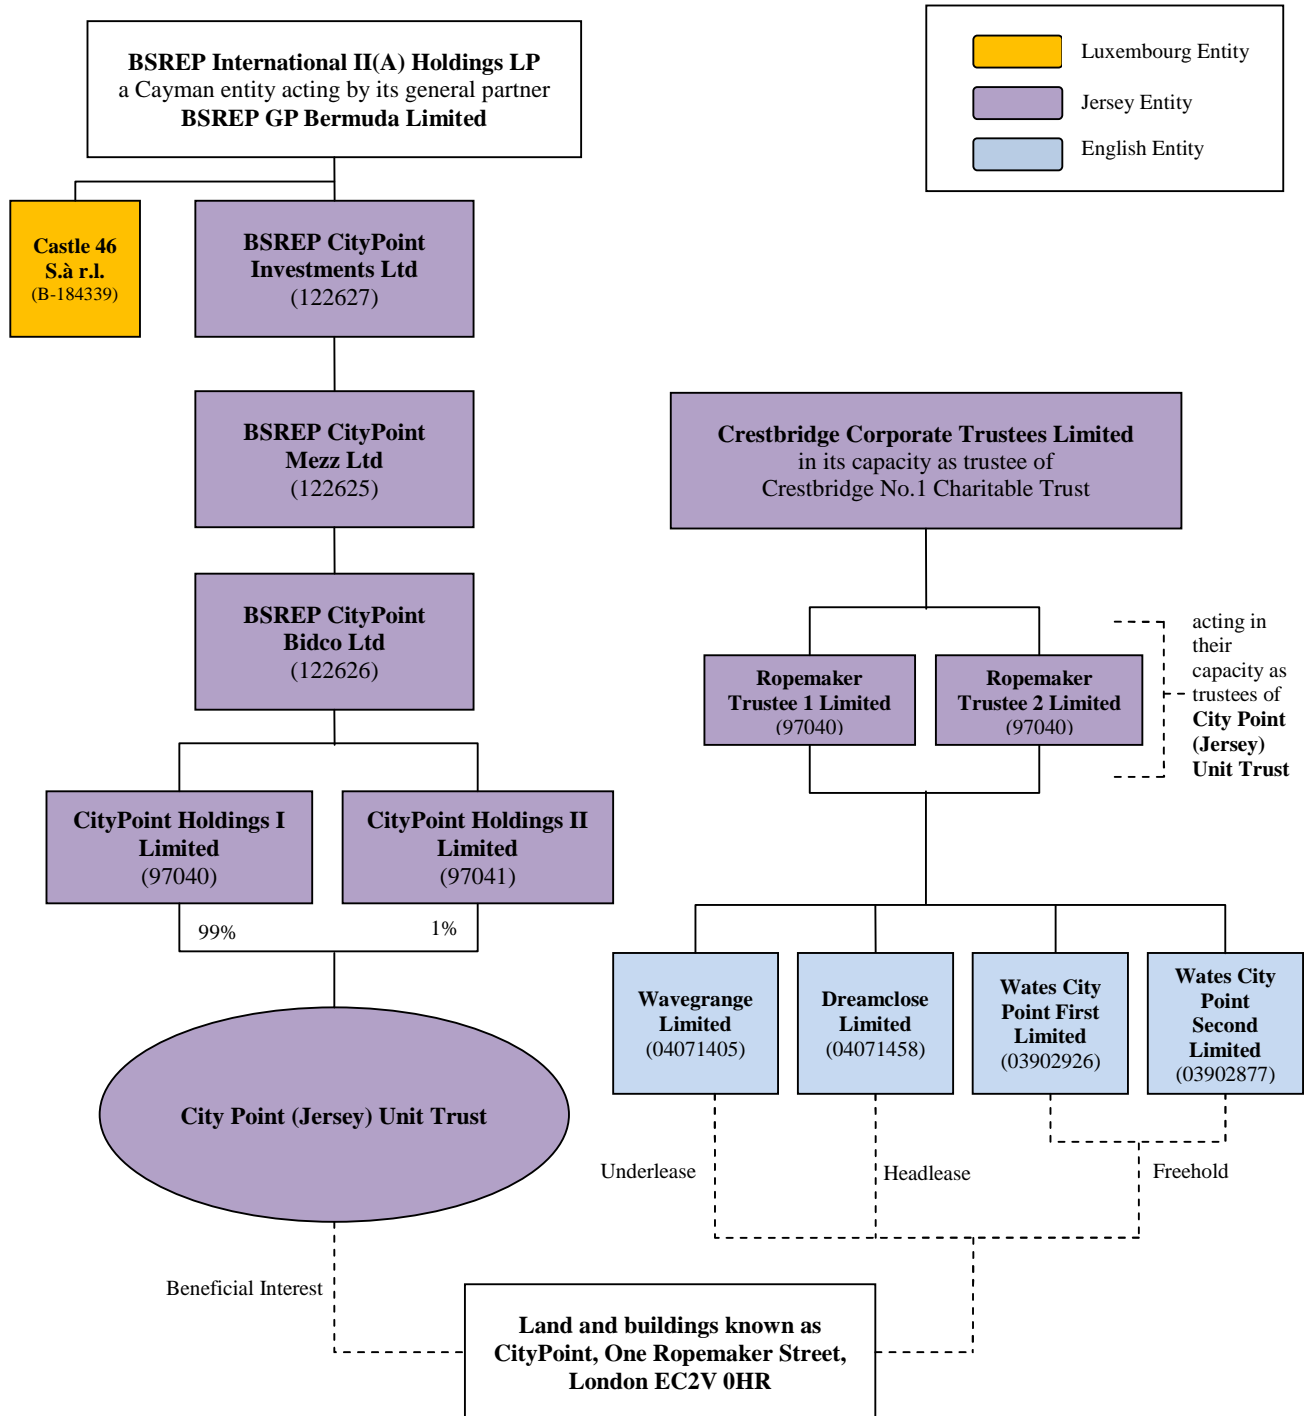 BSREP International II(A) Holdings LP
a Cayman entity acting by its general partner
BSREP GP Bermuda Limited
Luxembourg Entity
Jersey Entity
English Entity
Castle 46
S.à r.l.
(B-184339)
BSREP CityPoint
Investments Ltd
(122627)
BSREP CityPoint
Mezz Ltd
(122625)
BSREP CityPoint
Bidco Ltd
(122626)
CityPoint Holdings I
Limited
(97040)
CityPoint Holdings II
Limited
(97041)
99%
1%
City Point (Jersey) Unit Trust
Beneficial Interest
Crestbridge Corporate Trustees Limited
in its capacity as trustee of
Crestbridge No.1 Charitable Trust
Ropemaker
Trustee 1 Limited
(97040)
Ropemaker
Trustee 2 Limited
(97040)
acting in
their
capacity as
trustees of
City Point
(Jersey)
Unit Trust
Wavegrange
Limited
(04071405)
Dreamclose
Limited
(04071458)
Wates City
Point First
Limited
(03902926)
Wates City
Point
Second
Limited
(03902877)
Underlease
Headlease
Freehold
Land and buildings known as
CityPoint, One Ropemaker Street,
London EC2V 0HR